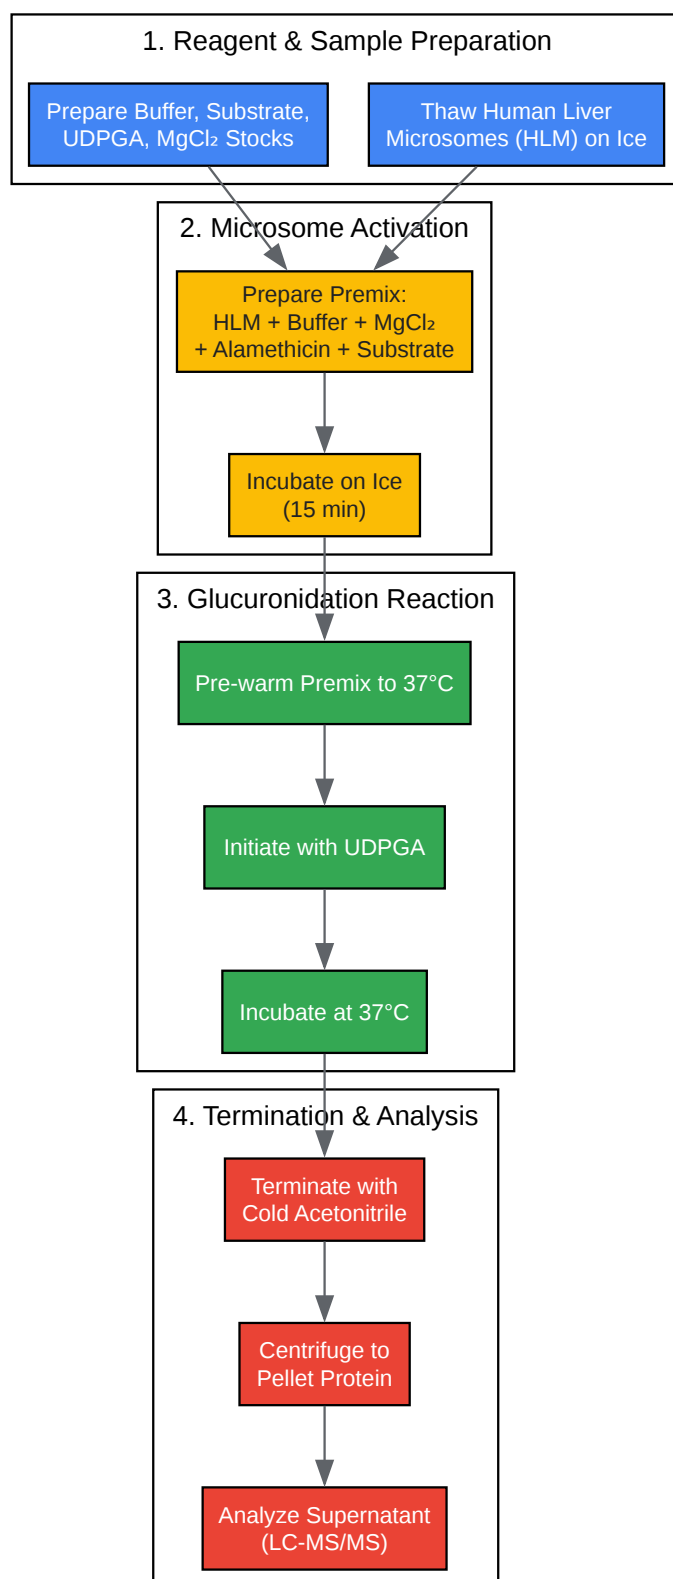 1. Reagent & Sample Preparation
Prepare Buffer, Substrate,
UDPGA, MgCl₂ Stocks
Thaw Human Liver
Microsomes (HLM) on Ice
2. Microsome Activation
Prepare Premix:
HLM + Buffer + MgCl₂
+ Alamethicin + Substrate
Incubate on Ice
(15 min)
3. Glucuronidation Reaction
Pre-warm Premix to 37°C
Initiate with UDPGA
Incubate at 37°C
4. Termination & Analysis
Terminate with
Cold Acetonitrile
Centrifuge to
Pellet Protein
Analyze Supernatant
(LC-MS/MS)